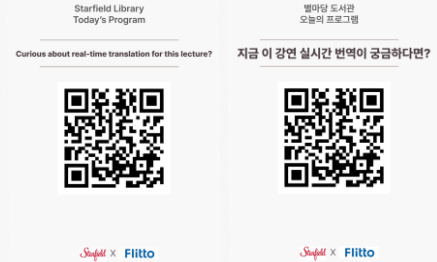 Starfield Library
Today's Program
Curious about real-time translation for this lecture?
Starfield x Flitto
별마당 도서관
오늘의 프로그램
지금 이 강연 실시간 번역이 궁금하다면?
Starfield x Flitto